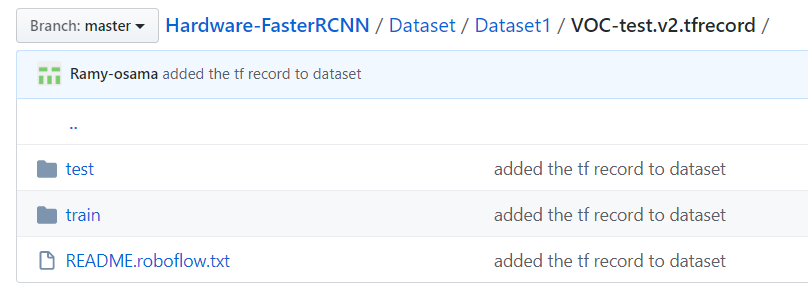 Branch: master Hardware-FasterRCNN / Dataset / Dataset1 / VOC-test.v2.tfrecord /
Ramy-osama added the tf record to dataset
..
test added the tf record to dataset
train added the tf record to dataset
README.roboflow.txt added the tf record to dataset